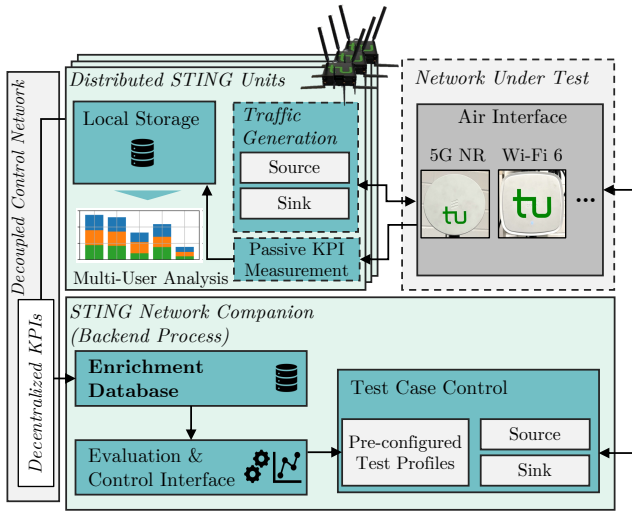 Decoupled Control Network
Decentralized KPIs
Distributed STING Units
Local Storage
Traffic
Generation
Source
Sink
Passive KPI
Measurement
Multi-User Analysis
Network Under Test
Air Interface
5G NR
Wi-Fi 6
tu
tu
...
STING Network Companion
(Backend Process)
Enrichment
Database
Evaluation &
Control Interface
Test Case Control
Pre-configured
Test Profiles
Source
Sink